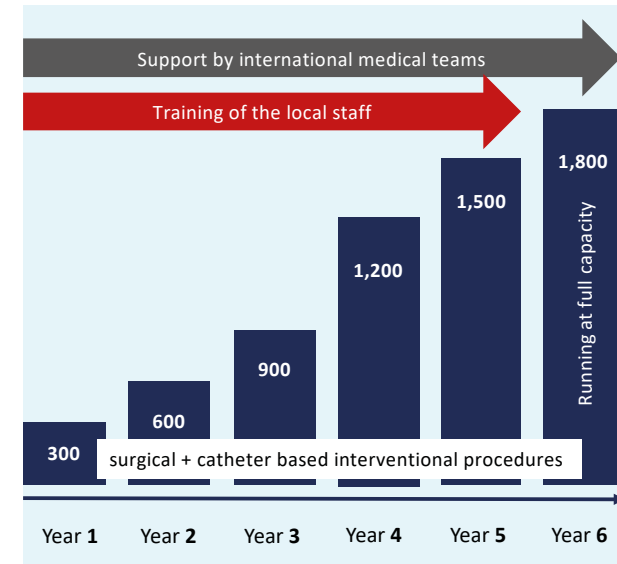 Support by international medical teams
Training of the local staff
1,800
1,500
1,200
900
600
300
Running at full capacity
surgical + catheter based interventional procedures
Year 1 Year 2 Year 3 Year 4 Year 5 Year 6